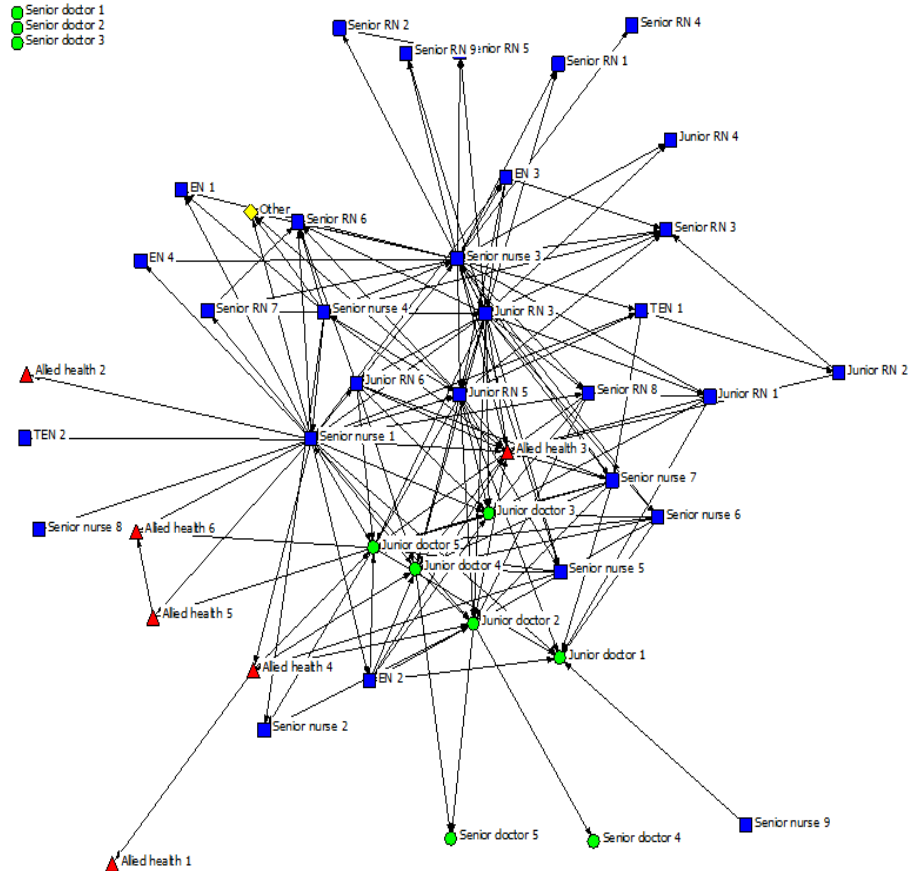 Senior doctor 1
Senior doctor 2
Senior doctor 3
Senior RN 2
Senior RN 4
Senior RN 9
enior RN 5
Senior RN 1
Junior RN 4
EN 3
EN 1
Other
Senior RN 6
Senior RN 3
EN 4
Senior nurse 3
Senior RN 7
Senior nurse 4
Junior RN 3
TEN 1
Allied health 2
Junior RN 2
Junior RN 6
Junior RN 5
Senior RN 8
Junior RN 1
TEN 2
Senior nurse 1
Allied health 3
Senior nurse 7
Senior nurse 8
Allied health 6
Junior doctor 3
Senior nurse 6
Junior doctor 5
Junior doctor 4
Senior nurse 5
Allied health 5
Junior doctor 2
Junior doctor 1
Allied health 4
EN 2
Senior nurse 2
Senior nurse 9
Senior doctor 5
Senior doctor 4
Allied health 1